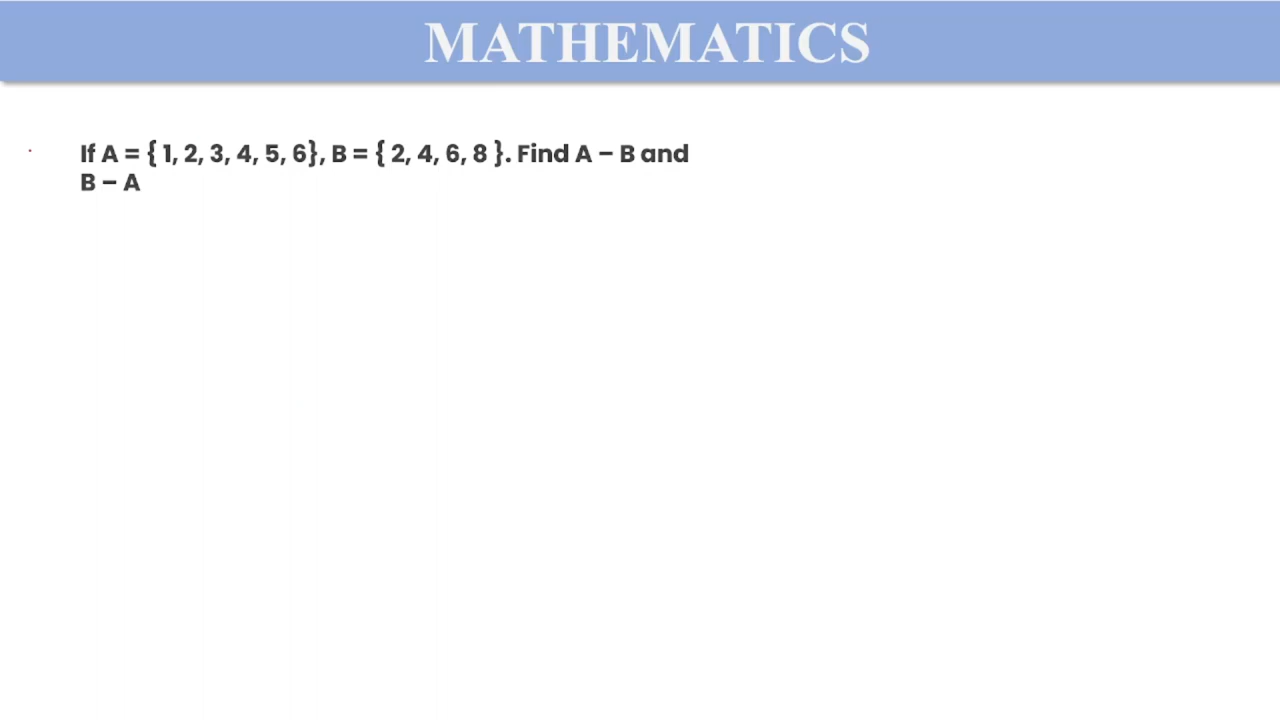 MATHEMATICS
If A = { 1, 2, 3, 4, 5, 6}, B = { 2, 4, 6, 8 }. Find A – B and
B – A